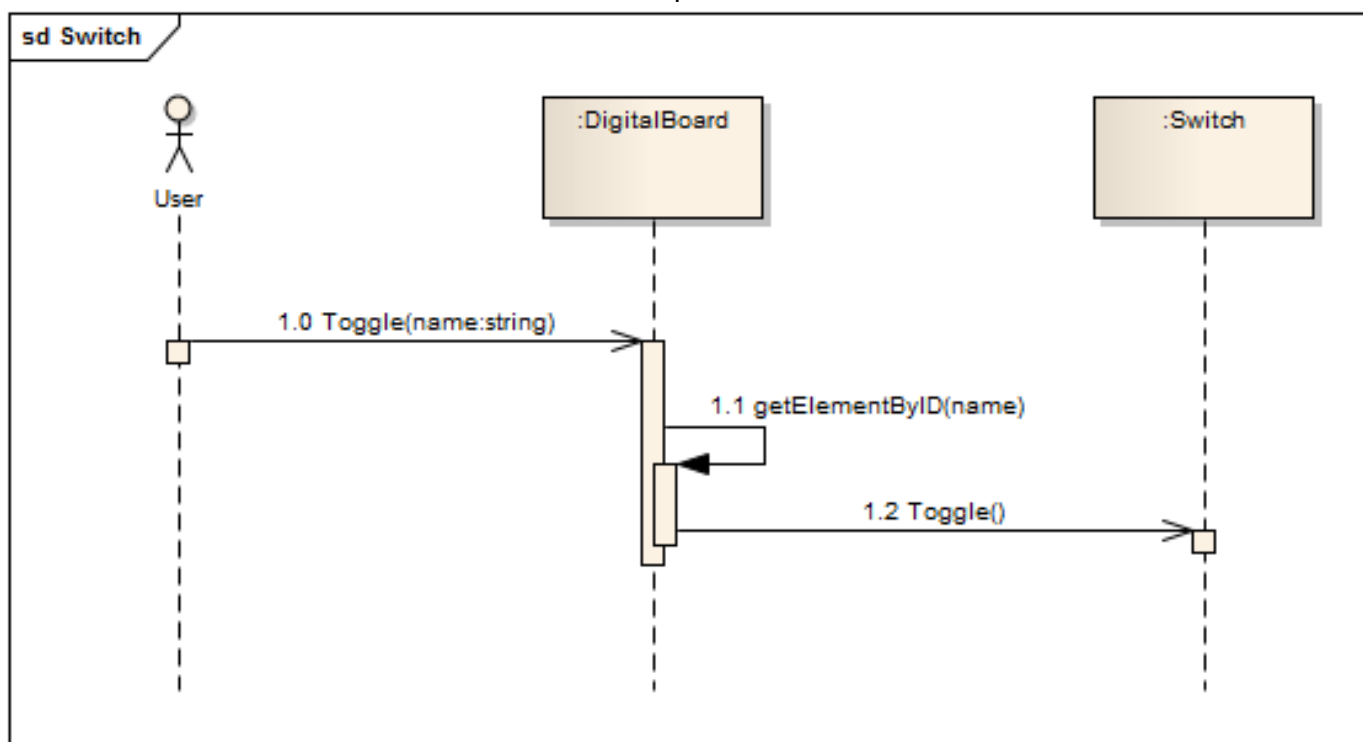 sd Switch
:DigitalBoard
:Switch
User
1.0 Toggle(name:string)
1.1 getElementByID(name)
1.2 Toggle()